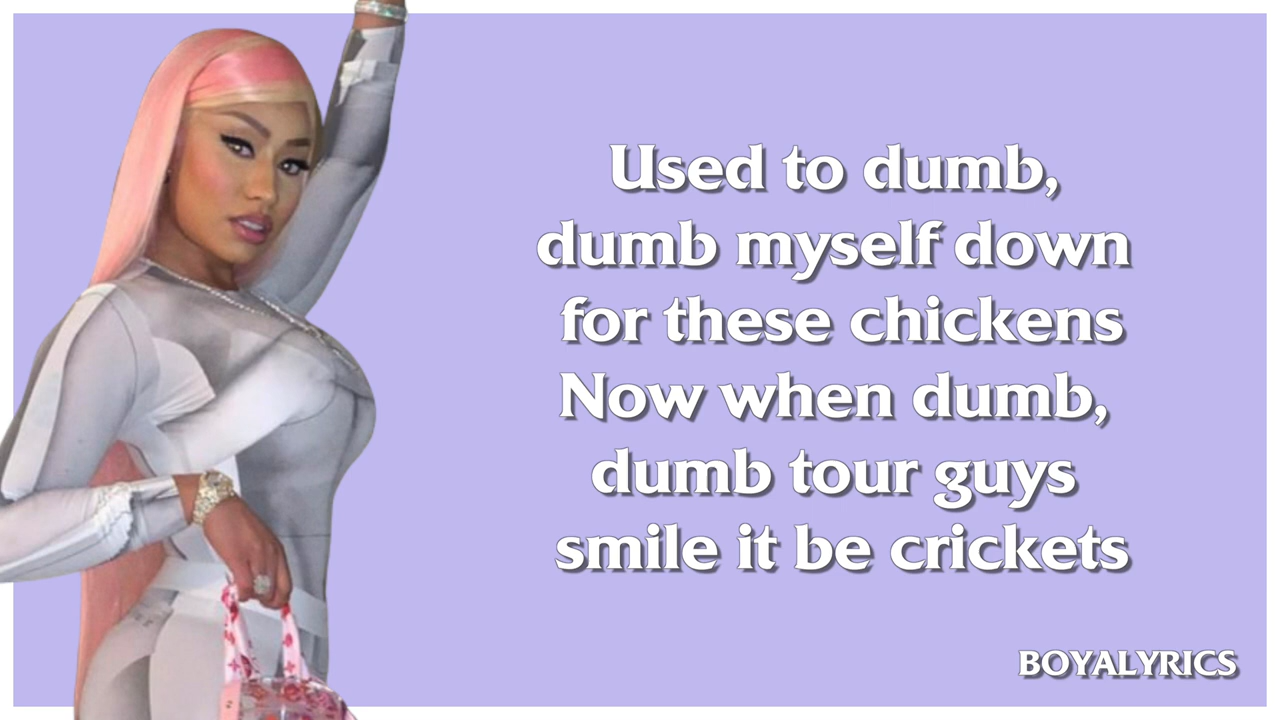 Used to dumb,
dumb myself down
for these chickens
Now when dumb,
dumb tour guys
smile it be crickets
BOYALYRICS